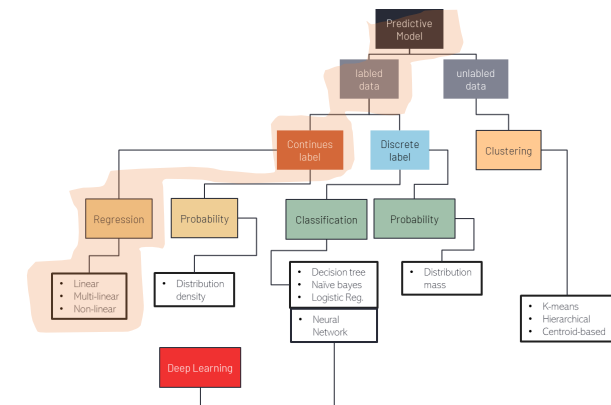 Predictive
Model
labled
data
unlabled
data
Continues
label
Discrete
label
Clustering
Regression
Probability
Classification
Probability
• Linear
• Multi-linear
• Non-linear
• Distribution
density
• Decision tree
• Naïve bayes
• Logistic Reg.
• Neural
Network
• Distribution
mass
• K-means
• Hierarchical
• Centroid-based
Deep Learning